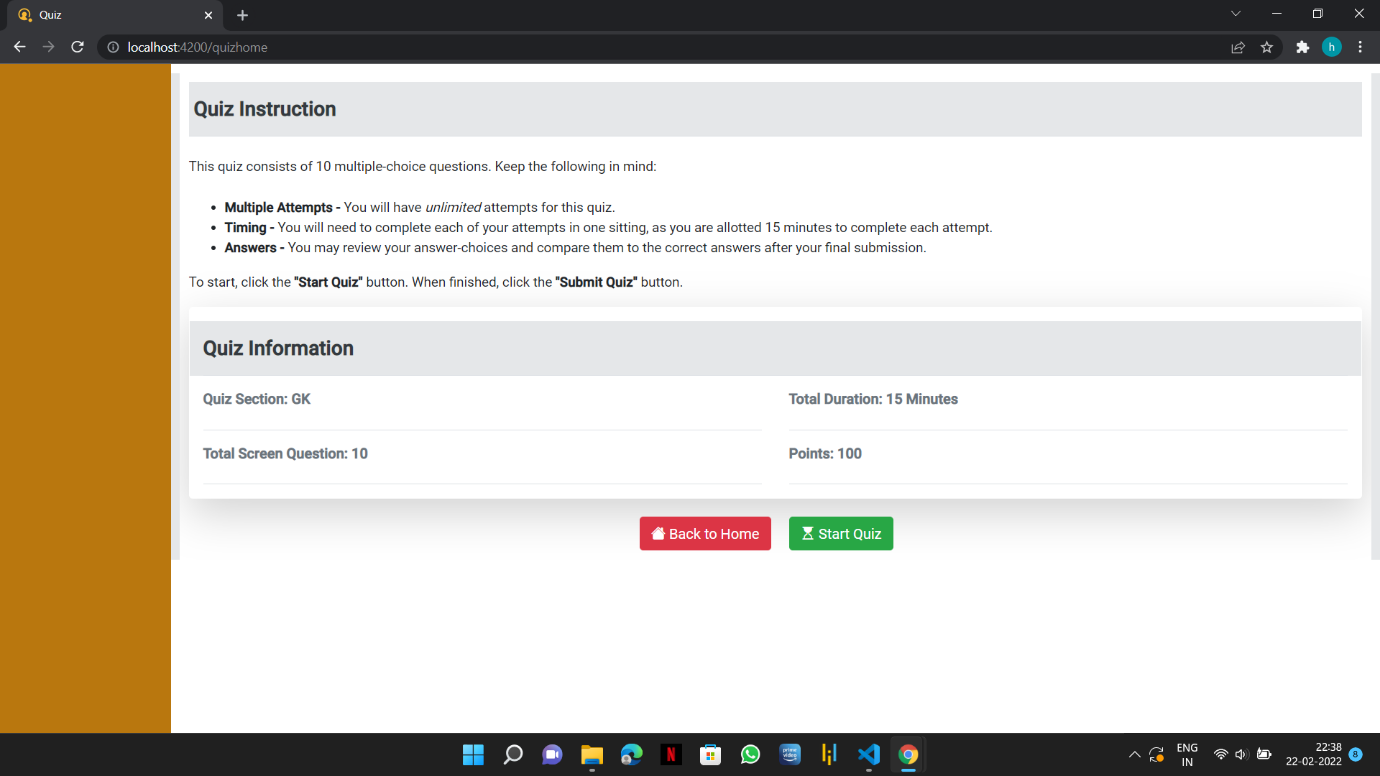 Quiz
localhost:4200/quizhome
h
Quiz Instruction
This quiz consists of 10 multiple-choice questions. Keep the following in mind:
• Multiple Attempts - You will have unlimited attempts for this quiz.
• Timing - You will need to complete each of your attempts in one sitting, as you are allotted 15 minutes to complete each attempt.
• Answers - You may review your answer-choices and compare them to the correct answers after your final submission.
To start, click the "Start Quiz" button. When finished, click the "Submit Quiz" button.
Quiz Information
Quiz Section: GK
Total Duration: 15 Minutes
Total Screen Question: 10
Points: 100
Back to Home
Start Quiz
N
prime video
ENG
IN
22:38
22-02-2022
8